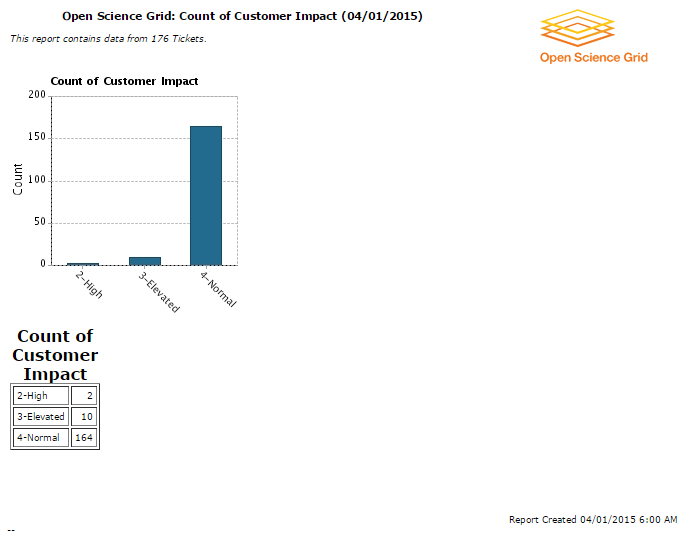 Open Science Grid: Count of Customer Impact (04/01/2015)
This report contains data from 176 Tickets.
Open Science Grid
Count of Customer Impact
200
150
100
50
0
Count
2-High
3-Elevated
4-Normal
Count of
Customer
Impact
2-High 2
3-Elevated 10
4-Normal 164
Report Created 04/01/2015 6:00 AM
--